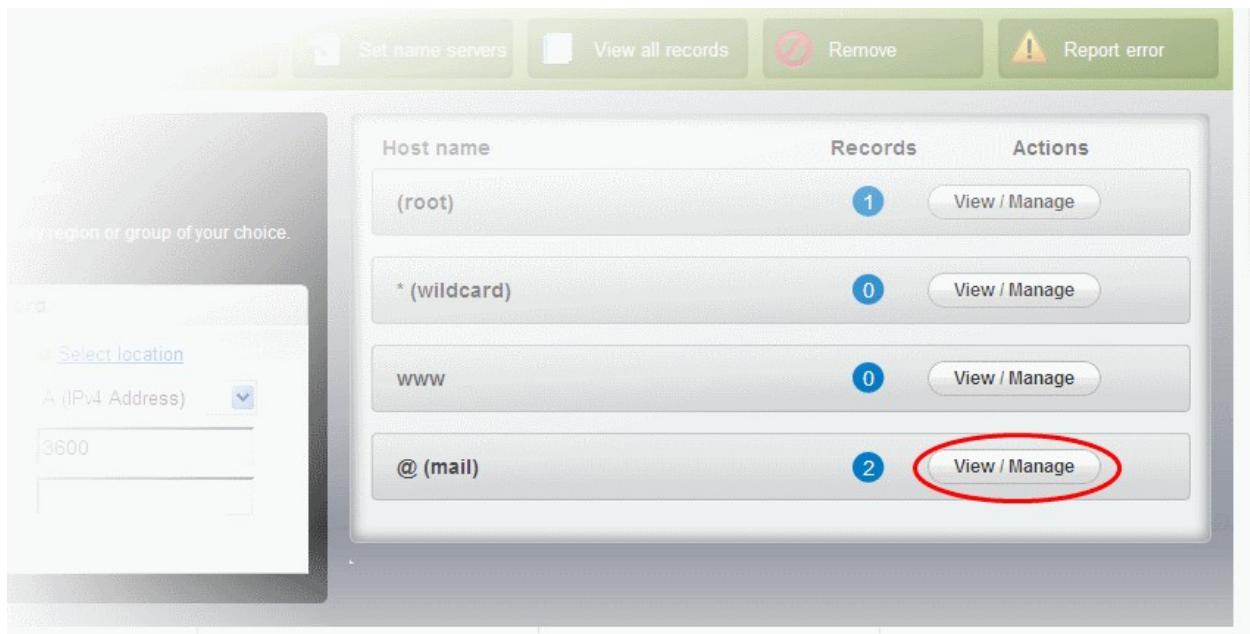 Set name servers
View all records
Remove
Report error
Host name Records Actions
(root) 1 View / Manage
region or group of your choice.
* (wildcard) 0 View / Manage
Select location
www 0 View / Manage
A (IPv4 Address)
3600
@ (mail) 2 View / Manage